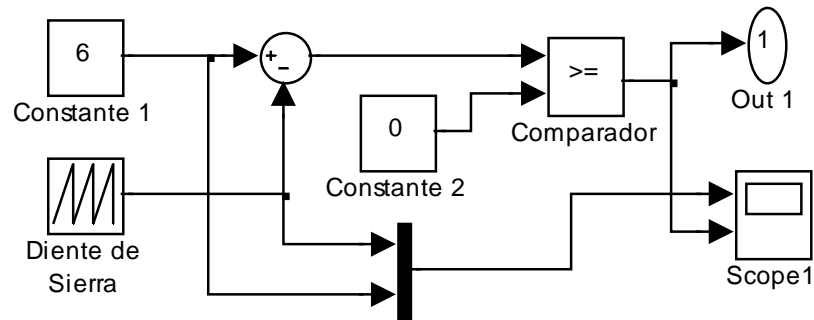 6
Constante 1
+
−
0
Constante 2
>=
Comparador
1
Out 1
Diente de
Sierra
Scope1